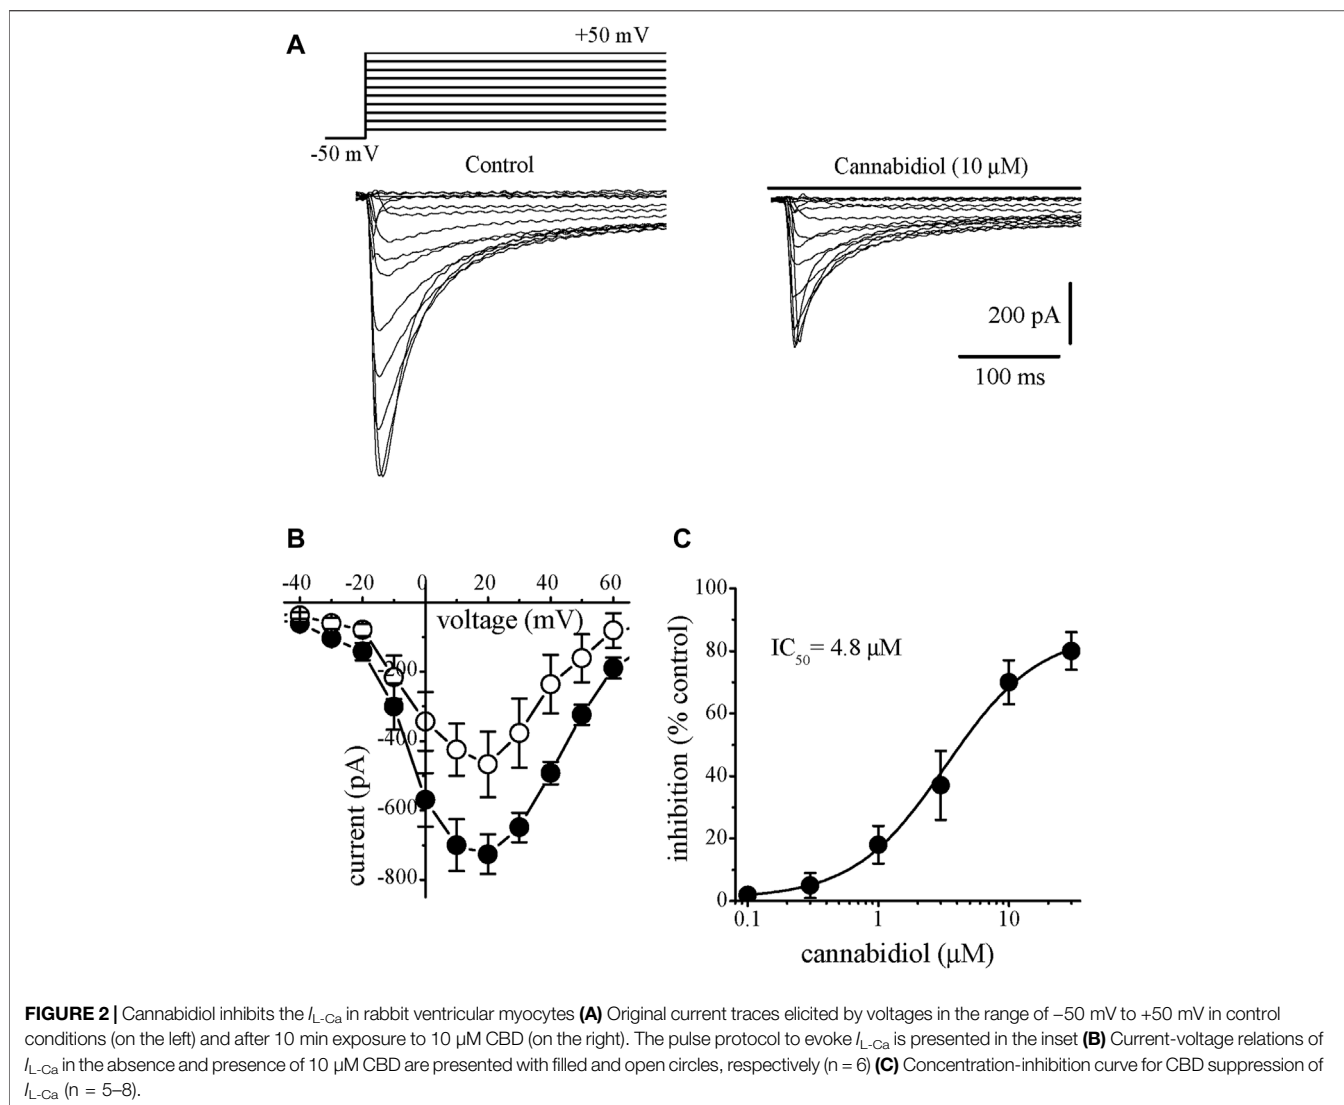 A
+50 mV
-50 mV
Control
Cannabidiol (10 µM)
200 pA
100 ms
B
-40 -20 0 20 40 60
voltage (mV)
-200
-400
-600
-800
current (pA)
C
100
80
60
40
20
0
inhibition (% control)
IC50= 4.8 µM
0.1 1 10
cannabidiol (µM)
FIGURE 2 | Cannabidiol inhibits the IL-Ca in rabbit ventricular myocytes (A) Original current traces elicited by voltages in the range of −50 mV to +50 mV in control
conditions (on the left) and after 10 min exposure to 10 µM CBD (on the right). The pulse protocol to evoke IL-Ca is presented in the inset (B) Current-voltage relations of
IL-Ca in the absence and presence of 10 µM CBD are presented with filled and open circles, respectively (n = 6) (C) Concentration-inhibition curve for CBD suppression of
IL-Ca (n = 5–8).